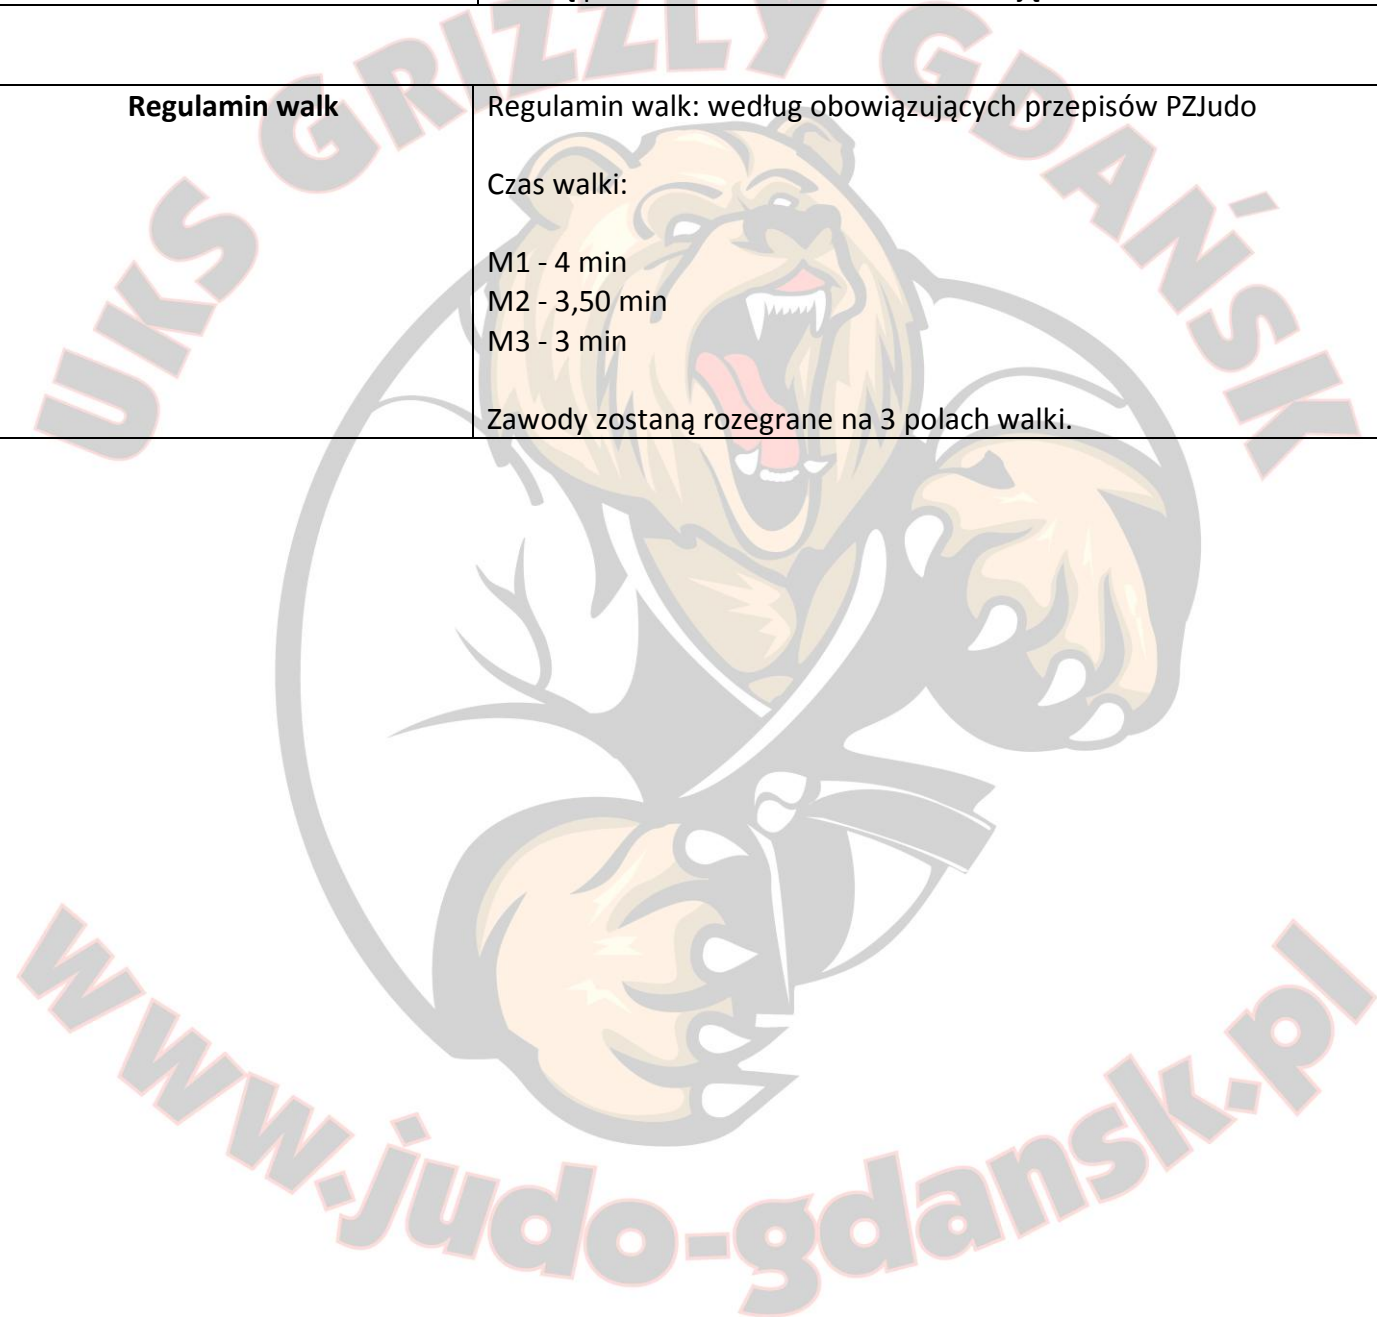 UKS GRIZZLY GDAŃSK
Regulamin walk
Regulamin walk: według obowiązujących przepisów PZJudo
Czas walki:
M1 - 4 min
M2 - 3,50 min
M3 - 3 min
Zawody zostaną rozegrane na 3 polach walki.
www.judo-gdansk.pl